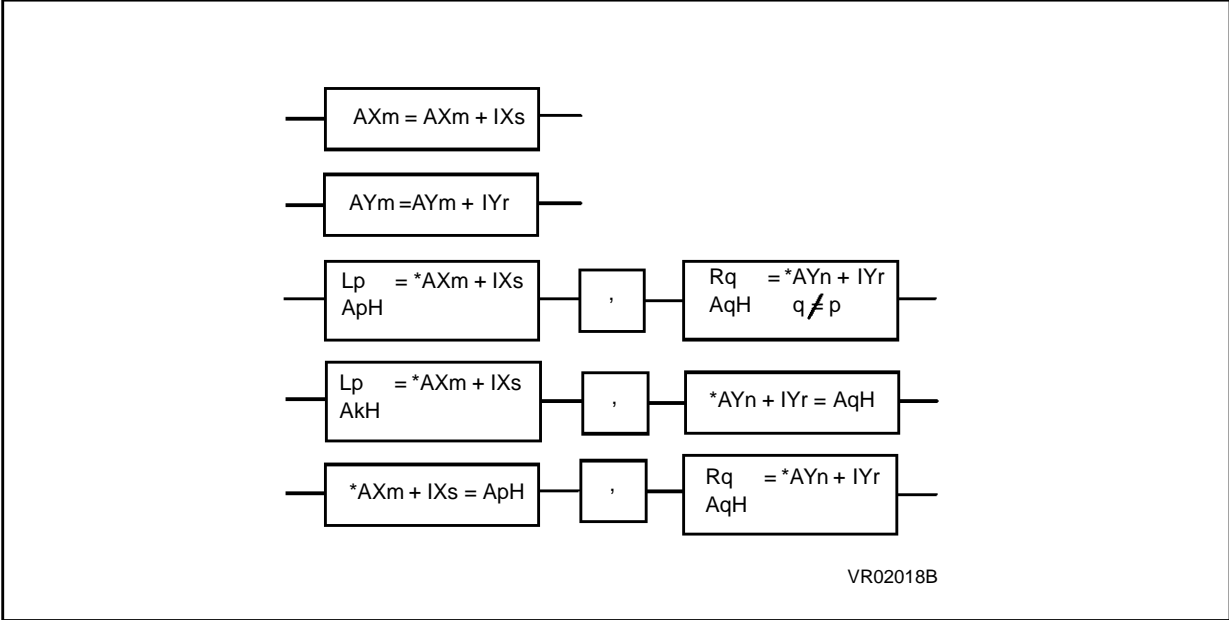 AXm = AXm + IXs
AYm =AYm + IYr
Lp = *AXm + IXs , Rq = *AYn + IYr
ApH AqH q ≠ p
Lp = *AXm + IXs , *AYn + IYr = AqH
AkH
*AXm + IXs = ApH , Rq = *AYn + IYr
AqH
VR02018B